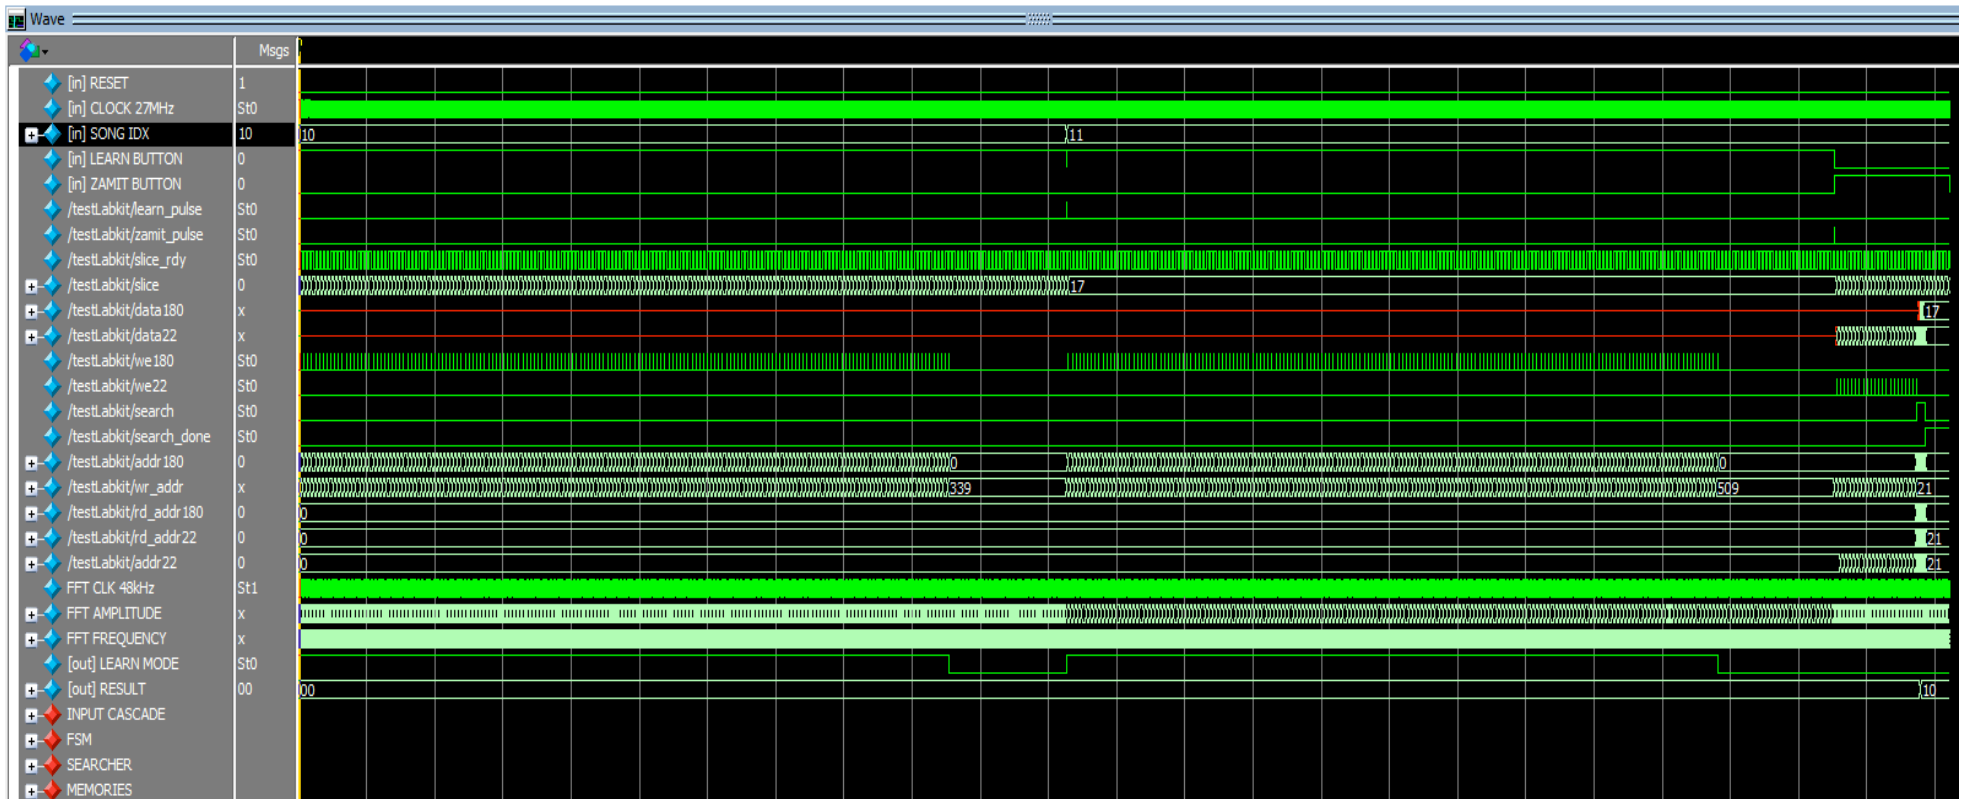 Wave
Msgs
[in] RESET 1
[in] CLOCK 27MHz St0
[in] SONG IDX 10 10 11
[in] LEARN BUTTON 0
[in] ZAMIT BUTTON 0
/testLabkit/learn_pulse St0
/testLabkit/zamit_pulse St0
/testLabkit/slice_rdy St0
/testLabkit/slice 0 17
/testLabkit/data180 x 17
/testLabkit/data22 x
/testLabkit/we180 St0
/testLabkit/we22 St0
/testLabkit/search St0
/testLabkit/search_done St0
/testLabkit/addr180 0 0 0
/testLabkit/wr_addr x 339 509 21
/testLabkit/rd_addr180 0 0
/testLabkit/rd_addr22 0 0 21
/testLabkit/addr22 0 0 21
FFT CLK 48kHz St1
FFT AMPLITUDE x
FFT FREQUENCY x
[out] LEARN MODE St0
[out] RESULT 00 00 10
INPUT CASCADE
FSM
SEARCHER
MEMORIES